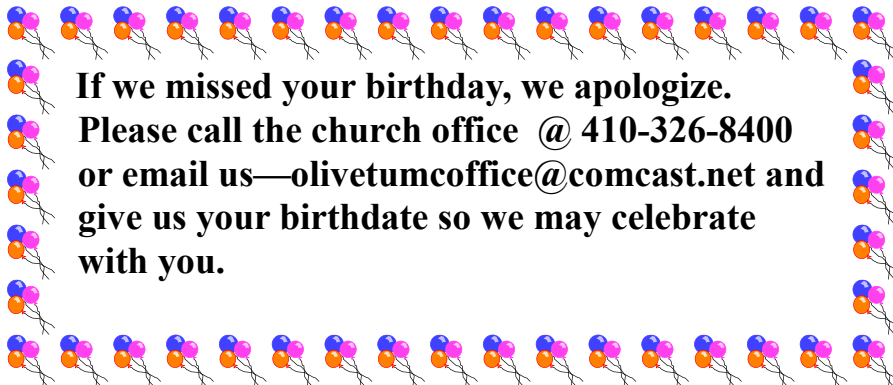 If we missed your birthday, we apologize.
Please call the church office @ 410-326-8400
or email us—olivetumcoffice@comcast.net and
give us your birthdate so we may celebrate
with you.